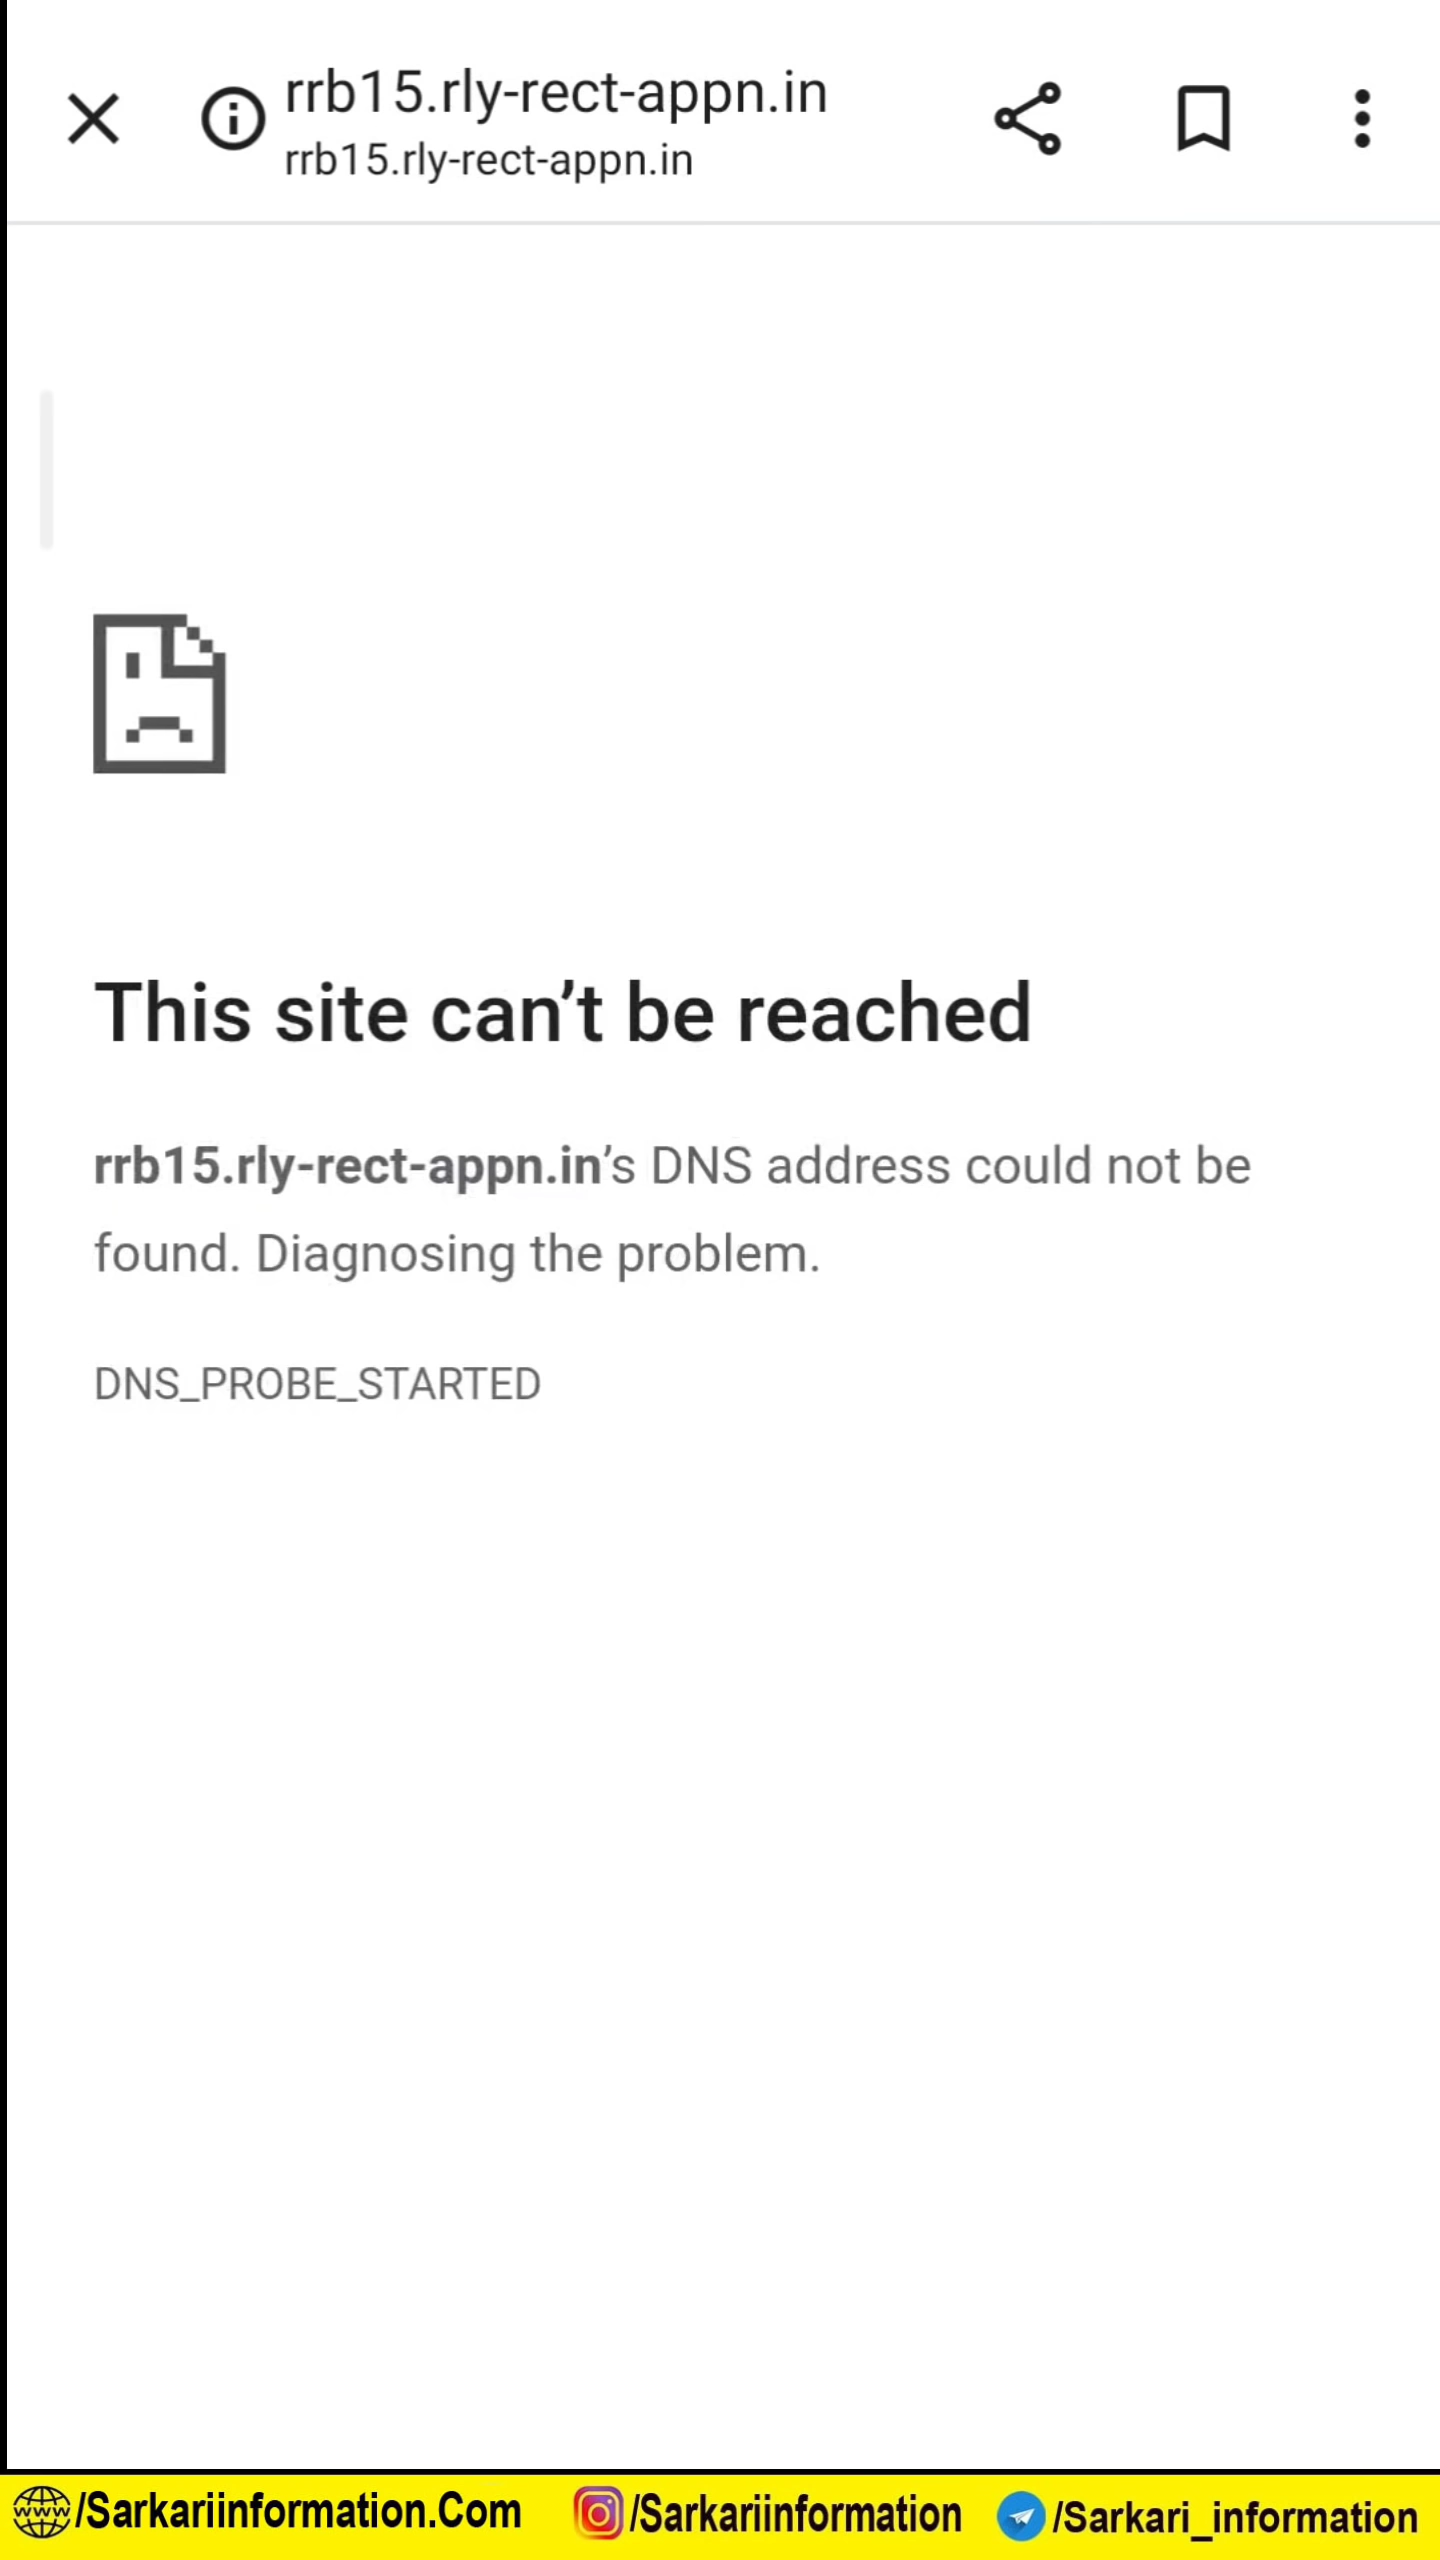 rrb15.rly-rect-appn.in
rrb15.rly-rect-appn.in
This site can’t be reached
rrb15.rly-rect-appn.in’s DNS address could not be
found. Diagnosing the problem.
DNS_PROBE_STARTED
www /Sarkariinformation.Com /Sarkariinformation /Sarkari_information